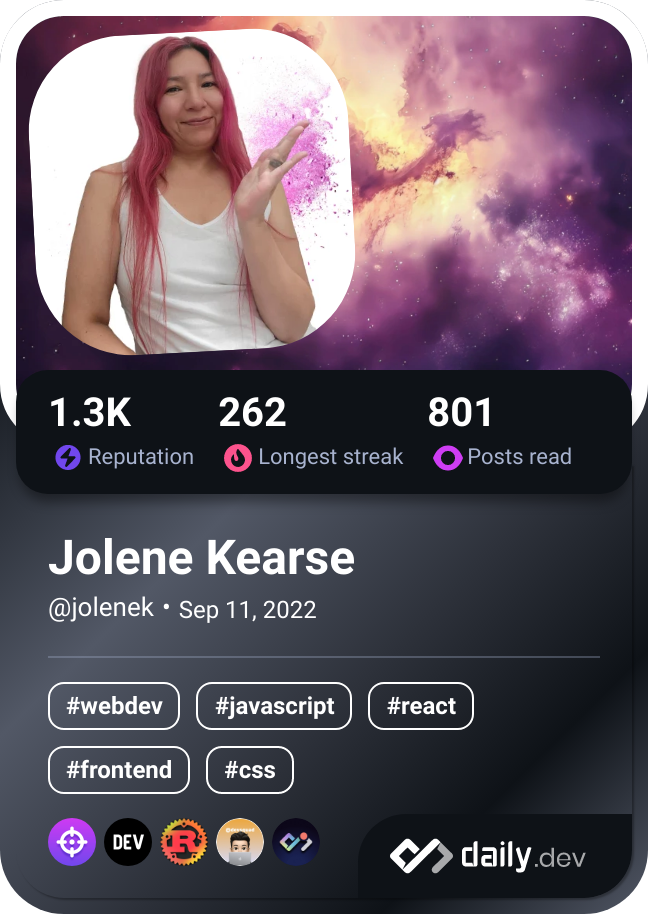 1.3K 262 801
Reputation Longest streak Posts read
Jolene Kearse
@jolenek • Sep 11, 2022
#webdev #javascript #react
#frontend #css
DEV R daily.dev